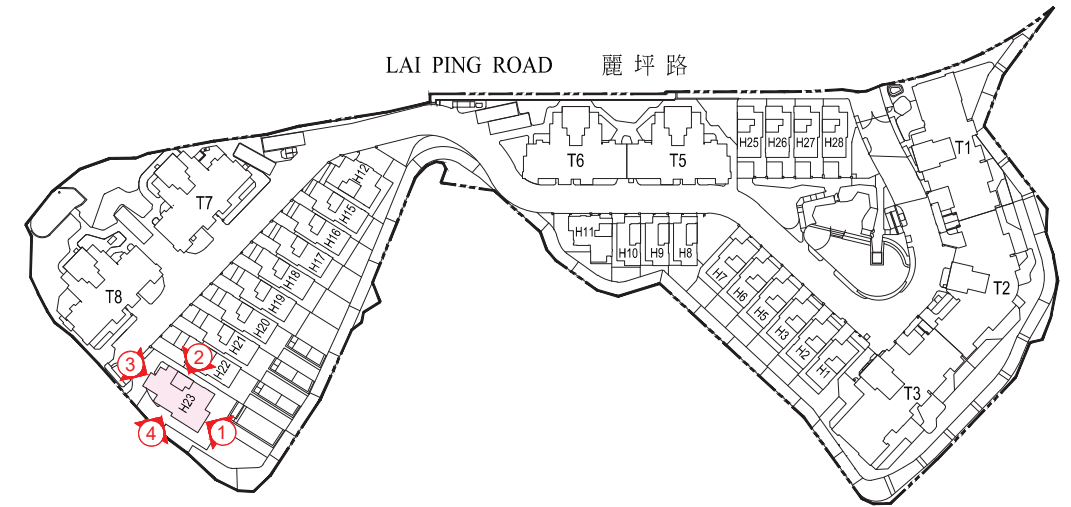 LAI PING ROAD 麗坪路
T1
T6
T5
H25
H26
H27
H28
T7
H12
H15
H16
H17
H18
H19
H20
H21
H22
H23
T8
H11
H10
H9
H8
H7
H6
H5
H3
H2
H1
T2
T3
3
2
4
1